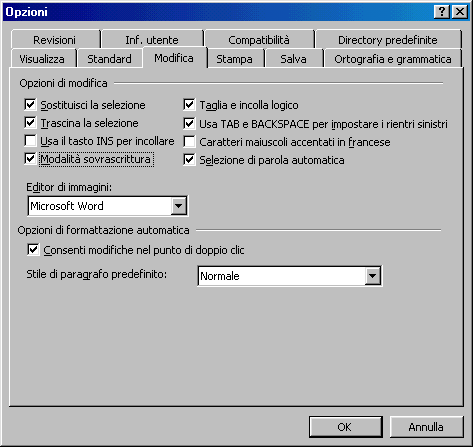 Opzioni
Revisioni Inf. utente Compatibilità Directory predefinite
Visualizza Standard Modifica Stampa Salva Ortografia e grammatica
Opzioni di modifica
Sostituisci la selezione Taglia e incolla logico
Trascina la selezione Usa TAB e BACKSPACE per impostare i rientri sinistri
Usa il tasto INS per incollare Caratteri maiuscoli accentati in francese
Modalità sovrascrittura Selezione di parola automatica
Editor di immagini:
Microsoft Word
Opzioni di formattazione automatica
Consenti modifiche nel punto di doppio clic
Stile di paragrafo predefinito: Normale
OK Annulla